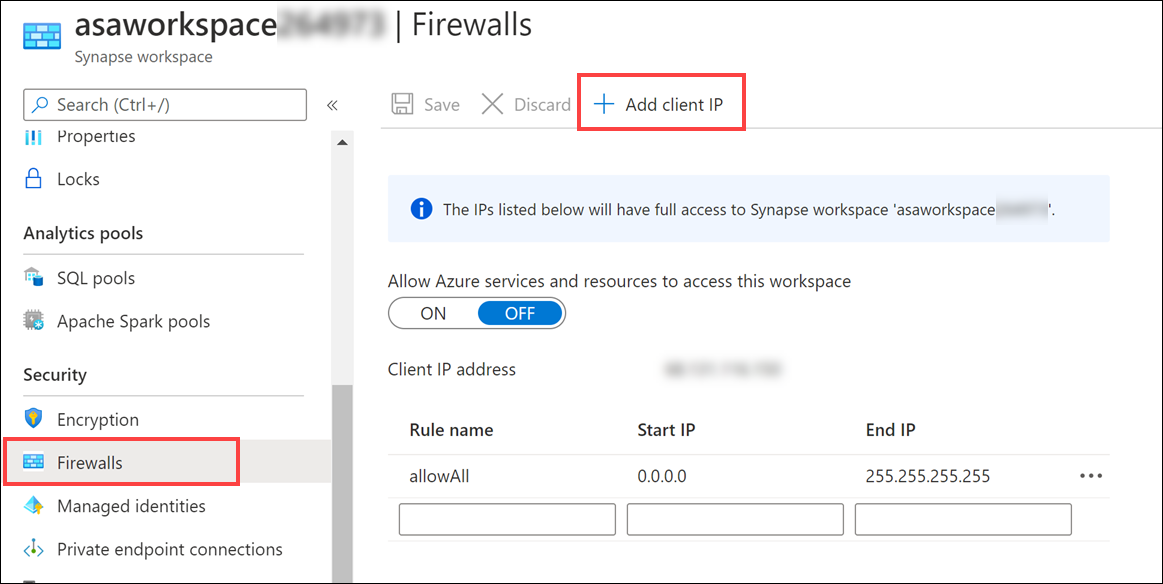 asaworkspace | Firewalls
Synapse workspace
Search (Ctrl+/)
«
Save
Discard
Add client IP
Properties
Locks
Analytics pools
SQL pools
Apache Spark pools
Security
Encryption
Firewalls
Managed identities
Private endpoint connections
The IPs listed below will have full access to Synapse workspace 'asaworkspace'.
Allow Azure services and resources to access this workspace
ON OFF
Client IP address
Rule name Start IP End IP
allowAll 0.0.0.0 255.255.255.255 •••